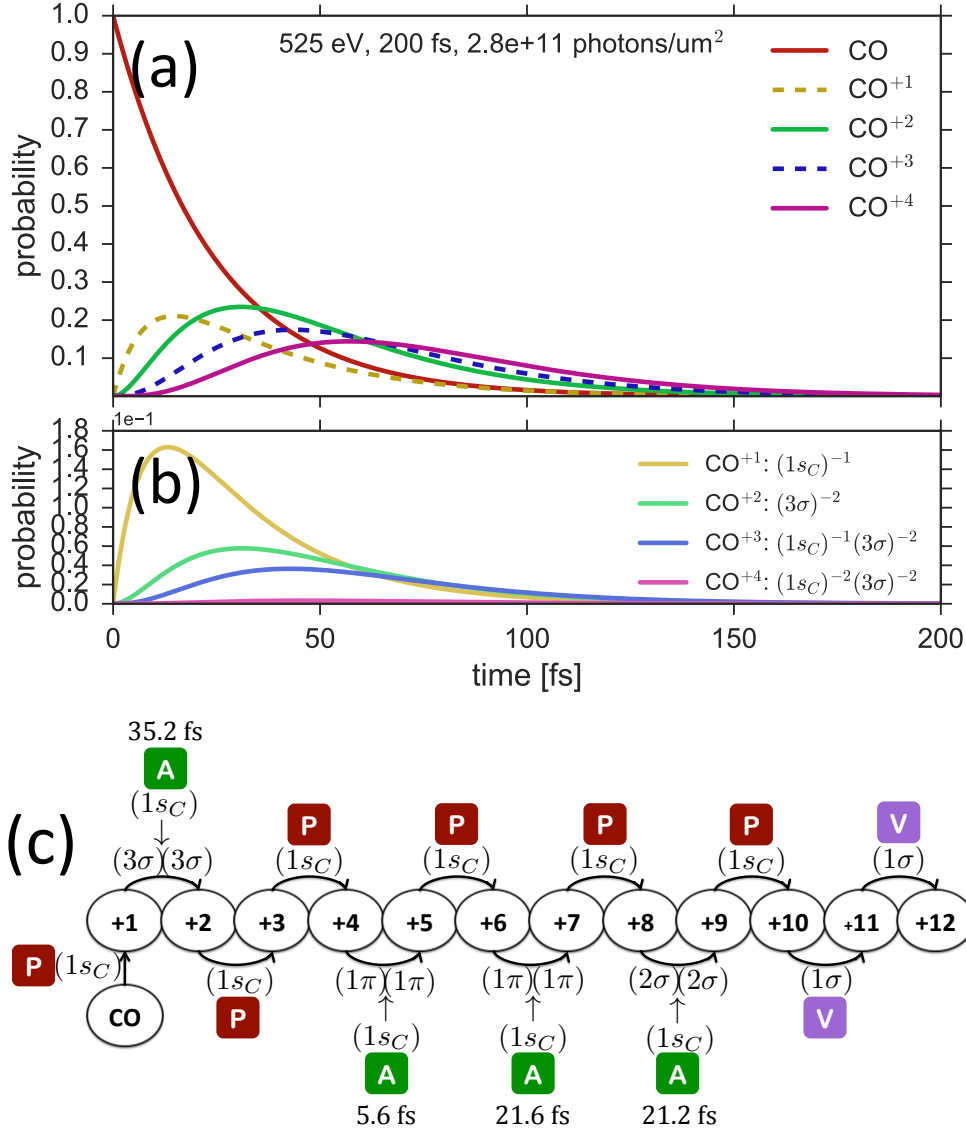 1.0
0.9
0.8
0.7
0.6
0.5
0.4
0.3
0.2
0.1
probability
(a)
525 eV, 200 fs, 2.8e+11 photons/um²
CO
CO⁺¹
CO⁺²
CO⁺³
CO⁺⁴
1e−1
1.8
1.6
1.4
1.2
1.0
0.8
0.6
0.4
0.2
0.0
probability
(b)
CO⁺¹: (1s_C)⁻¹
CO⁺²: (3σ)⁻²
CO⁺³: (1s_C)⁻¹(3σ)⁻²
CO⁺⁴: (1s_C)⁻²(3σ)⁻²
0 50 100 150 200
time [fs]
(c)
35.2 fs
A
(1s_C)
↓
(3σ)(3σ)
P
(1s_C)
P
(1s_C)
P
(1s_C)
P
(1s_C)
V
(1σ)
+1 +2 +3 +4 +5 +6 +7 +8 +9 +10 +11 +12
P (1s_C)
CO
(1s_C)
P
(1π)(1π)
↑
(1s_C)
A
5.6 fs
(1π)(1π)
↑
(1s_C)
A
21.6 fs
(2σ)(2σ)
↑
(1s_C)
A
21.2 fs
(1σ)
V